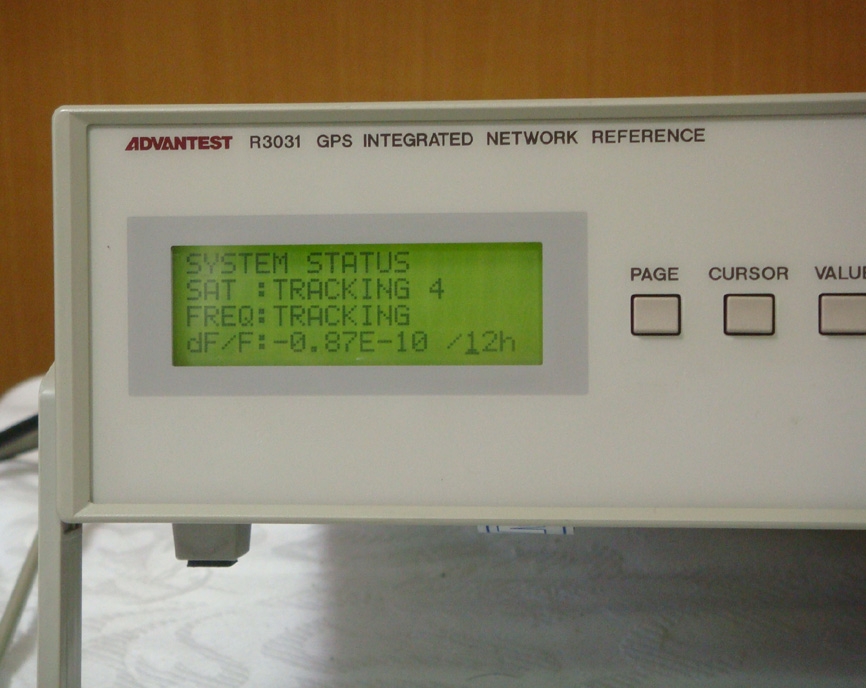 ADVANTEST R3031 GPS INTEGRATED NETWORK REFERENCE
SYSTEM STATUS
SAT :TRACKING 4
FREQ:TRACKING
dF/F:-0.87E-10 /12h
PAGE CURSOR VALUE